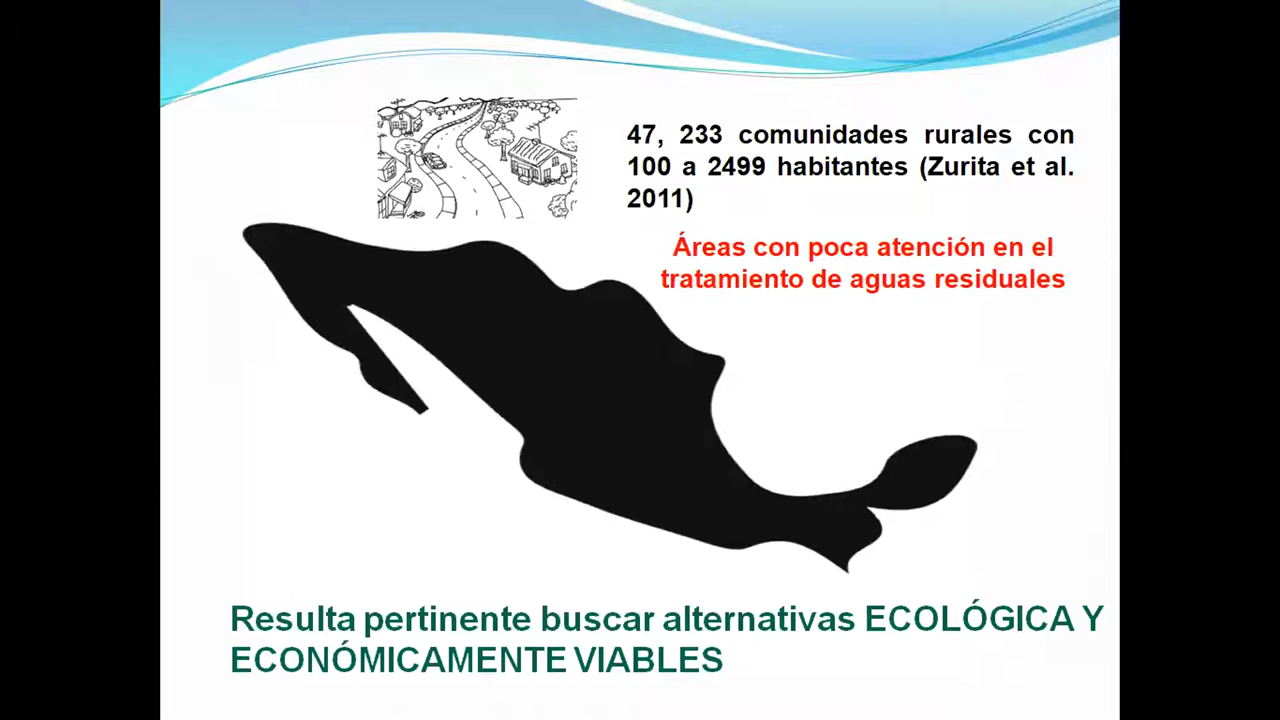 47, 233 comunidades rurales con
100 a 2499 habitantes (Zurita et al.
2011)
Áreas con poca atención en el
tratamiento de aguas residuales
Resulta pertinente buscar alternativas ECOLÓGICA Y
ECONÓMICAMENTE VIABLES